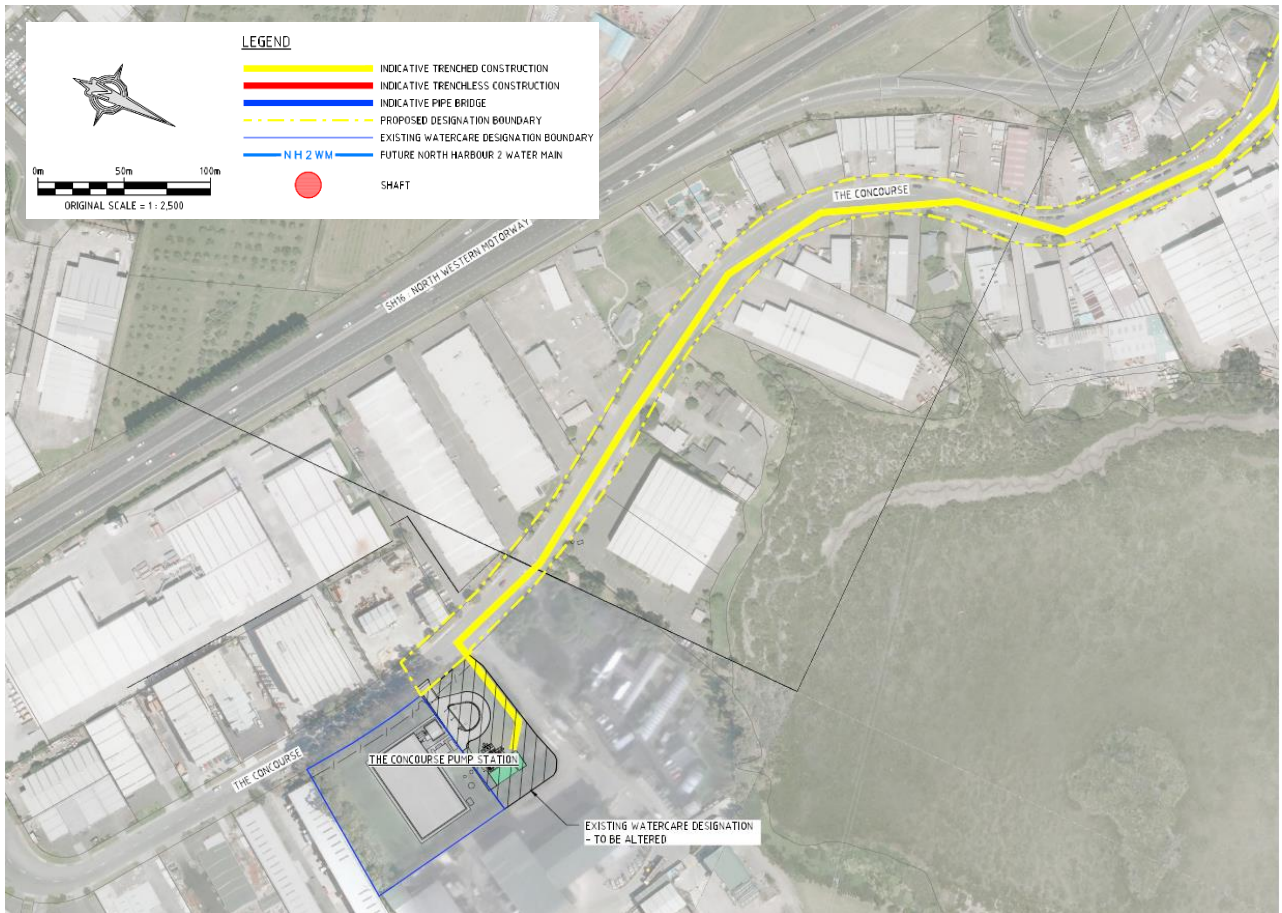 LEGEND
INDICATIVE TRENCHED CONSTRUCTION
INDICATIVE TRENCHLESS CONSTRUCTION
INDICATIVE PIPE BRIDGE
PROPOSED DESIGNATION BOUNDARY
EXISTING WATERCARE DESIGNATION BOUNDARY
NH2WM
FUTURE NORTH HARBOUR 2 WATER MAIN
SHAFT
0m 50m 100m
ORIGINAL SCALE = 1:2,500
THE CONCOURSE
SH16 : NORTH WESTERN MOTORWAY
THE CONCOURSE PUMP STATION
THE CONCOURSE
EXISTING WATERCARE DESIGNATION
- TO BE ALTERED